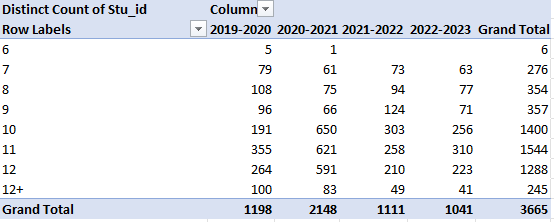 Distinct Count of Stu_id Column
Row Labels 2019-2020 2020-2021 2021-2022 2022-2023 Grand Total
6 5 1 6
7 79 61 73 63 276
8 108 75 94 77 354
9 96 66 124 71 357
10 191 650 303 256 1400
11 355 621 258 310 1544
12 264 591 210 223 1288
12+ 100 83 49 41 245
Grand Total 1198 2148 1111 1041 3665